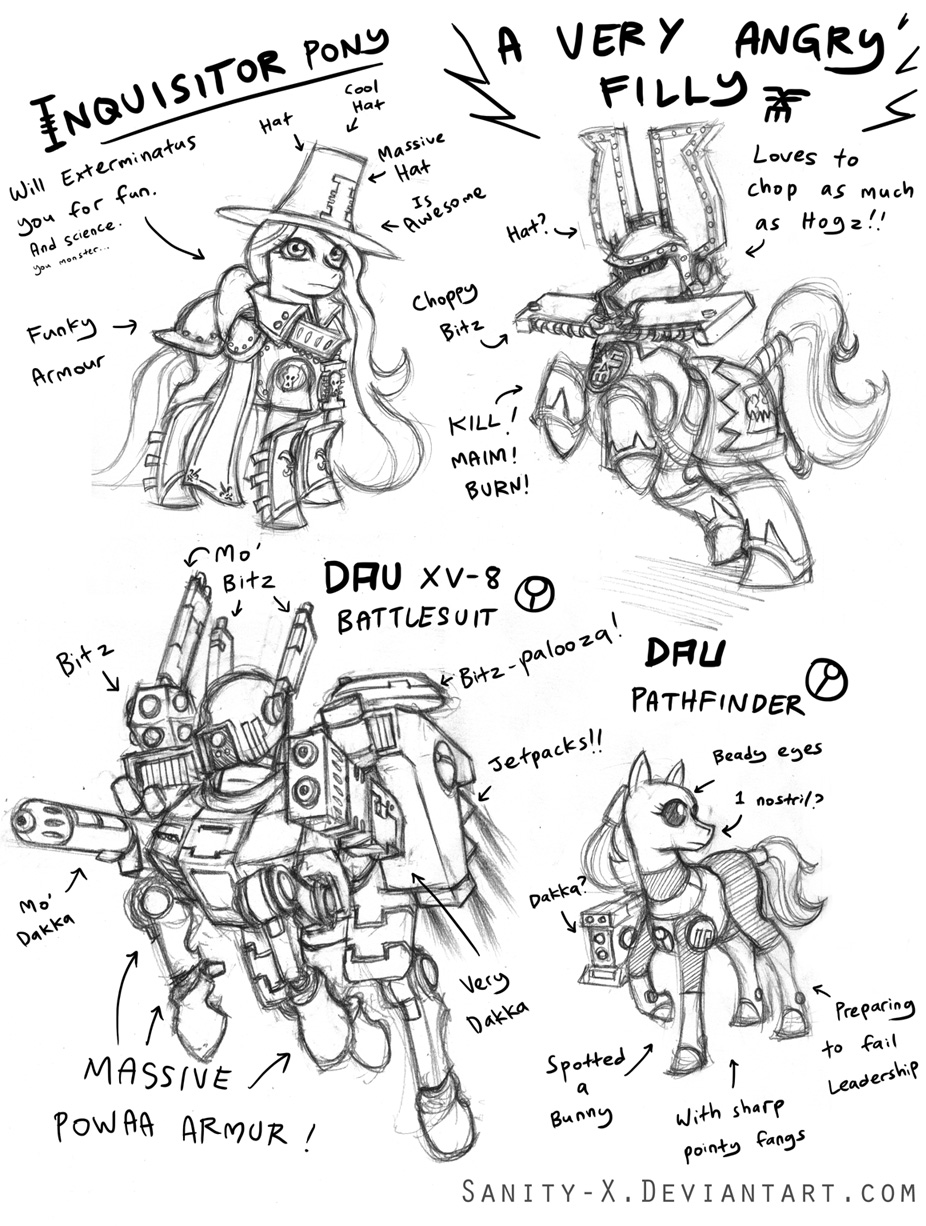 INQUISITOR PONY
Hat
Cool
Hat
Massive
Hat
Is
Awesome
Will Exterminatus
you for fun.
And science.
you monster...
Funky
Armour
A VERY ANGRY
FILLY
Loves to
chop as much
as Hogz!!
Hat?
Choppy
Bitz
KILL!
MAIM!
BURN!
DAU XV-8
BATTLESUIT
Mo'
Bitz
Bitz
Bitz-palooza!
Jetpacks!!
Mo'
Dakka
Very
Dakka
MASSIVE
POWAA ARMUR!
DAU
PATHFINDER
Beady eyes
1 nostril?
Dakka?
Spotted
a
Bunny
With sharp
pointy fangs
Preparing
to fail
Leadership
SANITY-X.DEVIANTART.COM